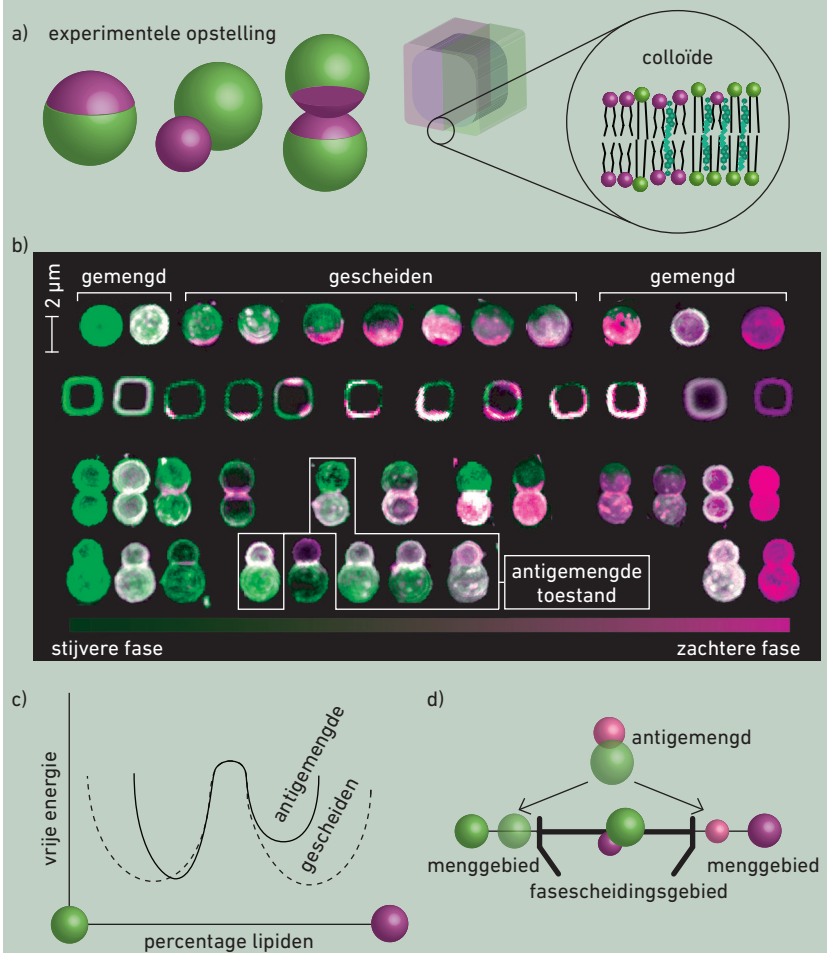 a) experimentele opstelling
colloïde
b)
gemengd
gescheiden
gemengd
2 µm
antigemengde
toestand
stijvere fase
zachtere fase
c)
vrije energie
antigemengde
gescheiden
percentage lipiden
d)
antigemengd
menggebied
menggebied
fasescheidingsgebied